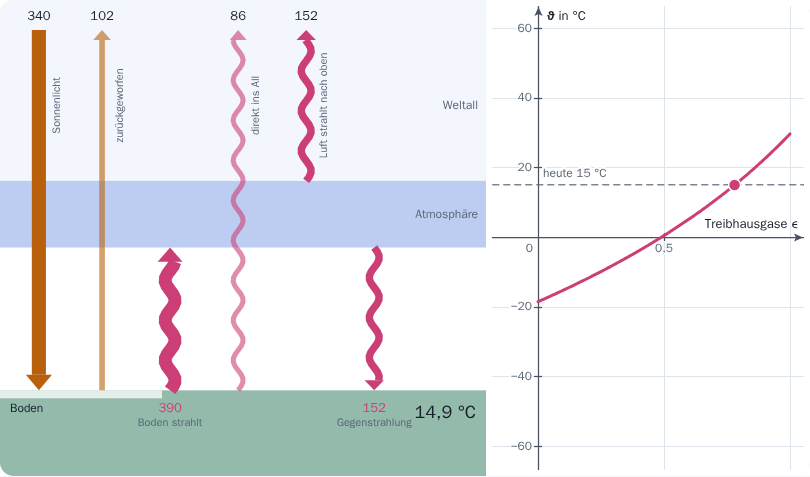 340
102
86
152
Sonnenlicht
zurückgeworfen
direkt ins All
Luft strahlt nach oben
Weltall
Atmosphäre
Boden
390
Boden strahlt
152
Gegenstrahlung
14,9 °C
ϑ in °C
60
40
20
heute 15 °C
Treibhausgase ϵ
0
0.5
−20
−40
−60